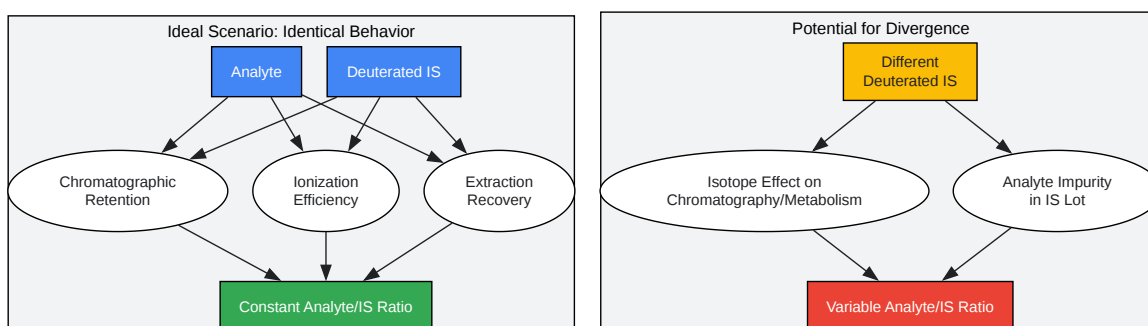 Ideal Scenario: Identical Behavior
Analyte
Deuterated IS
Chromatographic
Retention
Ionization
Efficiency
Extraction
Recovery
Constant Analyte/IS Ratio
Potential for Divergence
Different
Deuterated IS
Isotope Effect on
Chromatography/Metabolism
Analyte Impurity
in IS Lot
Variable Analyte/IS Ratio